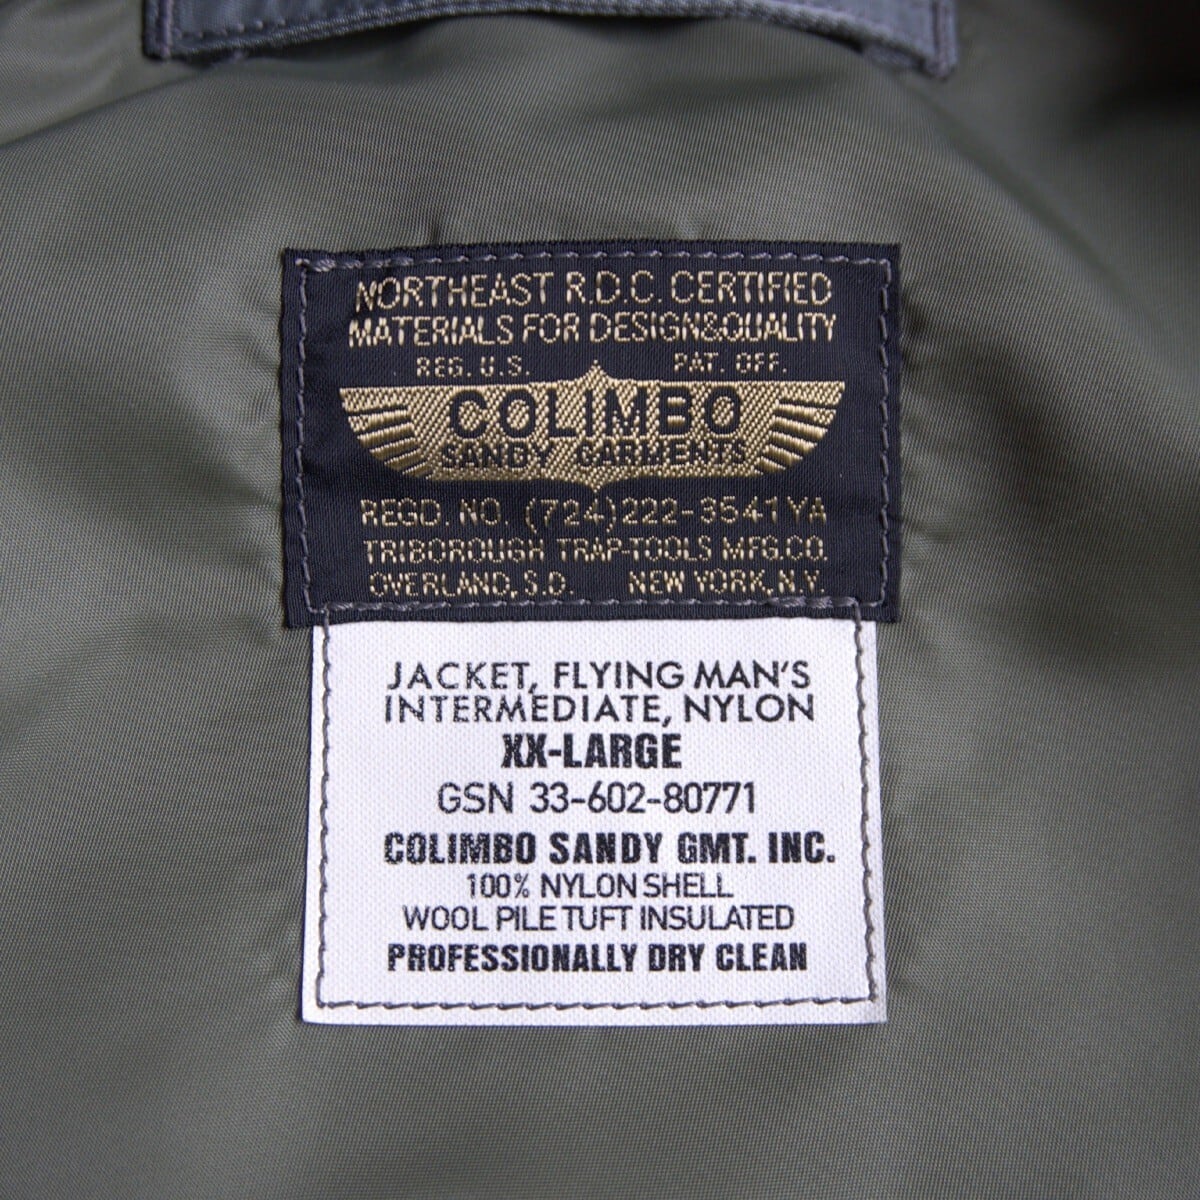 NORTHEAST R.D.C. CERTIFIED
MATERIALS FOR DESIGN&QUALITY
REG. U.S. PAT. OFF.
COLIMBO
SANDY GARMENTS
REGD. NO. (724)222-3541YA
TRIBOROUGH TRAP-TOOLS MFG.CO.
OVERLAND, S.D. NEW YORK, N.Y.
JACKET, FLYING MAN'S
INTERMEDIATE, NYLON
XX-LARGE
GSN 33-602-80771
COLIMBO SANDY GMT. INC.
100% NYLON SHELL
WOOL PILE TUFT INSULATED
PROFESSIONALLY DRY CLEAN